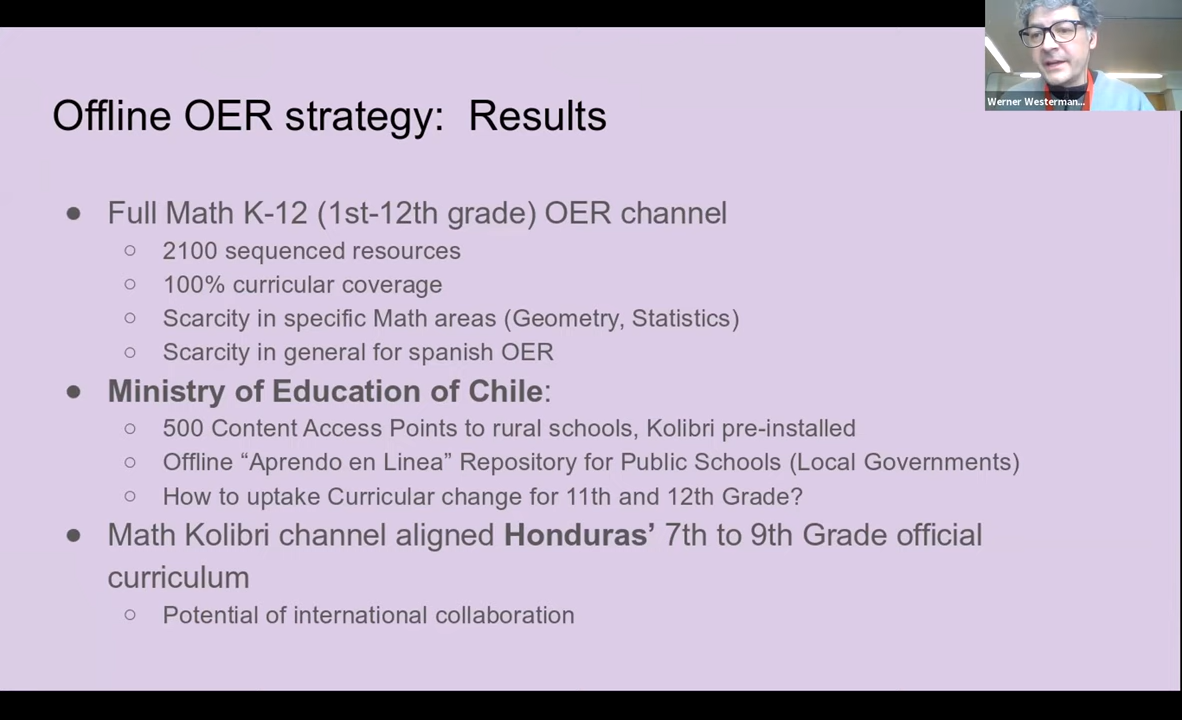 Werner Westerman...
Offline OER strategy:  Results
● Full Math K-12 (1st-12th grade) OER channel
○ 2100 sequenced resources
○ 100% curricular coverage
○ Scarcity in specific Math areas (Geometry, Statistics)
○ Scarcity in general for spanish OER
● Ministry of Education of Chile:
○ 500 Content Access Points to rural schools, Kolibri pre-installed
○ Offline “Aprendo en Linea” Repository for Public Schools (Local Governments)
○ How to uptake Curricular change for 11th and 12th Grade?
● Math Kolibri channel aligned Honduras’ 7th to 9th Grade official
curriculum
○ Potential of international collaboration